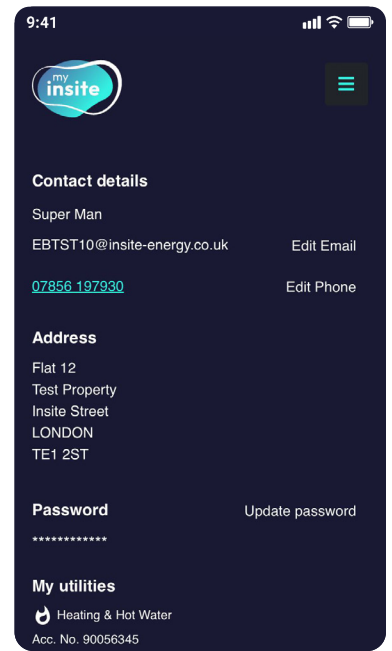 9:41
my
insite
Contact details
Super Man
EBTST10@insite-energy.co.uk Edit Email
07856 197930 Edit Phone
Address
Flat 12
Test Property
Insite Street
LONDON
TE1 2ST
Password Update password
************
My utilities
Heating & Hot Water
Acc. No. 90056345